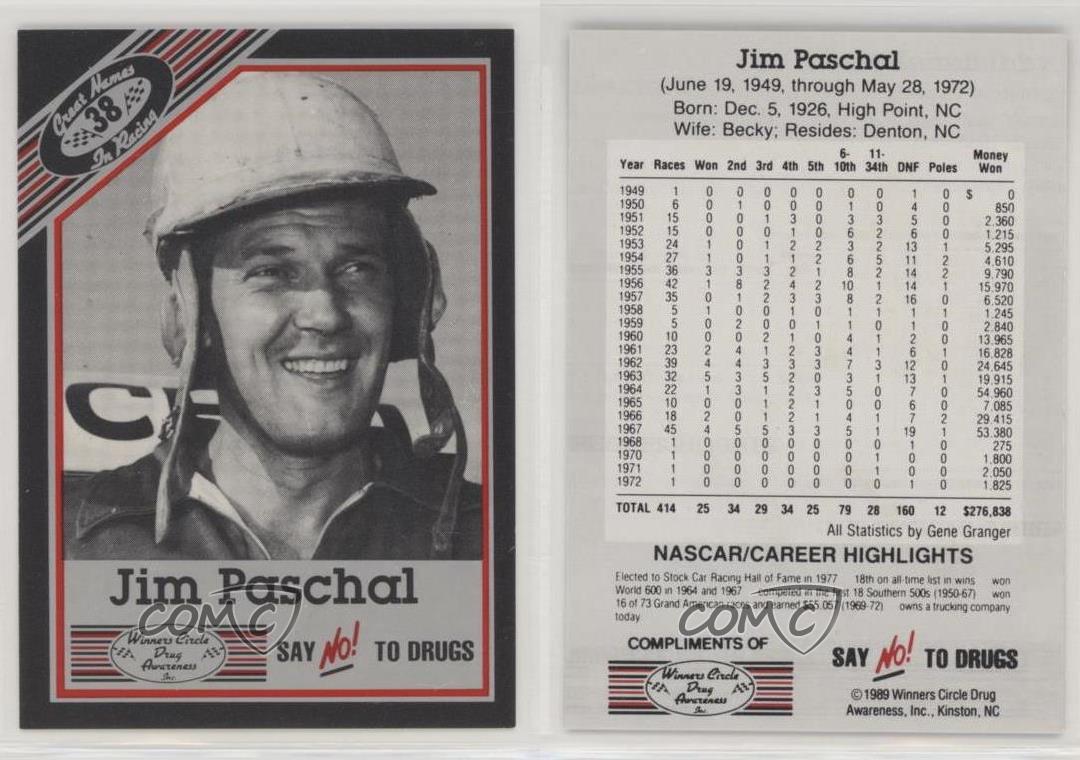 Great Names
38
In Racing
Jim Paschal
COMC
Winners Circle
Drug
Awareness
Inc.
SAY NO! TO DRUGS
Jim Paschal
(June 19, 1949, through May 28, 1972)
Born: Dec. 5, 1926, High Point, NC
Wife: Becky; Resides: Denton, NC
Year Races Won 2nd 3rd 4th 5th 6-10th 11-34th DNF Poles Money Won
1949 1 0 0 0 0 0 0 0 1 0 $ 0
1950 6 0 1 0 0 0 1 0 4 0 850
1951 15 0 0 1 3 0 3 3 5 0 2.360
1952 15 0 0 0 1 0 6 2 6 0 1.215
1953 24 1 0 1 2 2 3 2 13 1 5.295
1954 27 1 0 1 1 2 6 5 11 2 4,610
1955 36 3 3 3 2 1 8 2 14 2 9.790
1956 42 1 8 2 4 2 10 1 14 1 15.970
1957 35 0 1 2 3 3 8 2 16 0 6.520
1958 5 1 0 0 1 0 1 1 1 1 1.245
1959 5 0 2 0 0 1 1 0 1 0 2.840
1960 10 0 0 2 1 0 4 1 2 0 13.965
1961 23 2 4 1 2 3 4 1 6 1 16,828
1962 39 4 4 3 3 3 7 3 12 0 24,645
1963 32 5 3 5 2 0 3 1 13 1 19.915
1964 22 1 3 1 2 3 5 0 7 0 54,960
1965 10 0 0 1 2 1 0 0 6 0 7.085
1966 18 2 0 1 2 1 4 1 7 2 29.415
1967 45 4 5 5 3 3 5 1 19 1 53.380
1968 1 0 0 0 0 0 0 0 1 0 275
1970 1 0 0 0 0 0 0 1 0 0 1,800
1971 1 0 0 0 0 0 0 1 0 0 2.050
1972 1 0 0 0 0 0 0 0 1 0 1.825
TOTAL 414 25 34 29 34 25 79 28 160 12 $276,838
All Statistics by Gene Granger
NASCAR/CAREER HIGHLIGHTS
Elected to Stock Car Racing Hall of Fame in 1977 18th on all-time list in wins won
World 600 in 1964 and 1967 competed in the first 18 Southern 500s (1950-67) won
16 of 73 Grand American races and earned $55,057 (1969-72) owns a trucking company
today
COMC
COMPLIMENTS OF
Winners Circle
Drug
Awareness
Inc.
SAY NO! TO DRUGS
©1989 Winners Circle Drug
Awareness, Inc., Kinston, NC